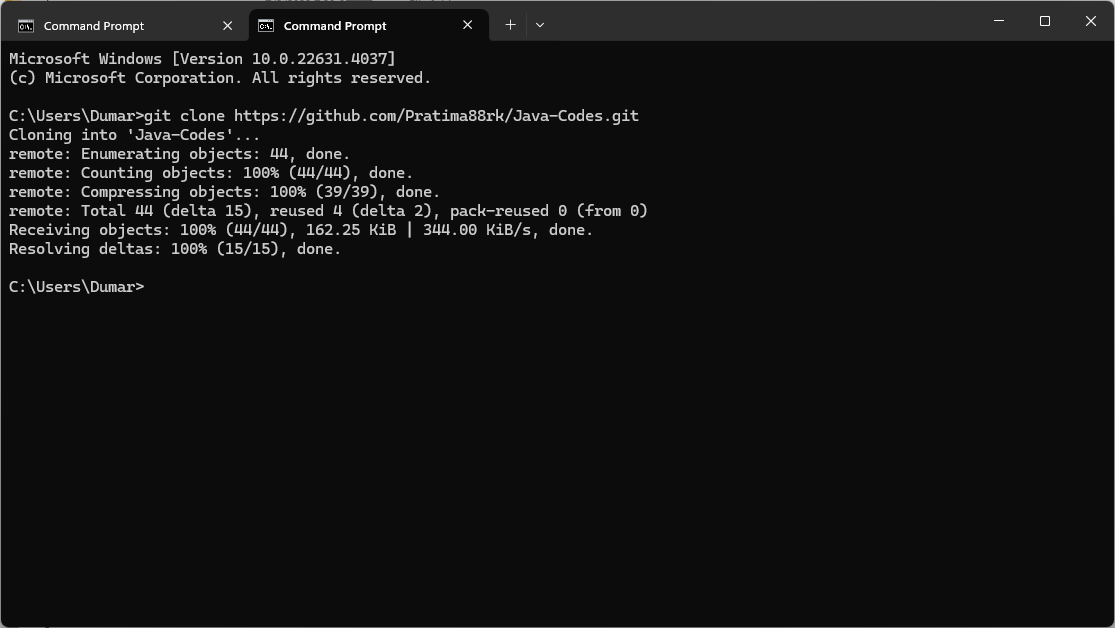 Command Prompt
Command Prompt
Microsoft Windows [Version 10.0.22631.4037]
(c) Microsoft Corporation. All rights reserved.
C:\Users\Dumar>git clone https://github.com/Pratima88rk/Java-Codes.git
Cloning into 'Java-Codes'...
remote: Enumerating objects: 44, done.
remote: Counting objects: 100% (44/44), done.
remote: Compressing objects: 100% (39/39), done.
remote: Total 44 (delta 15), reused 4 (delta 2), pack-reused 0 (from 0)
Receiving objects: 100% (44/44), 162.25 KiB | 344.00 KiB/s, done.
Resolving deltas: 100% (15/15), done.
C:\Users\Dumar>